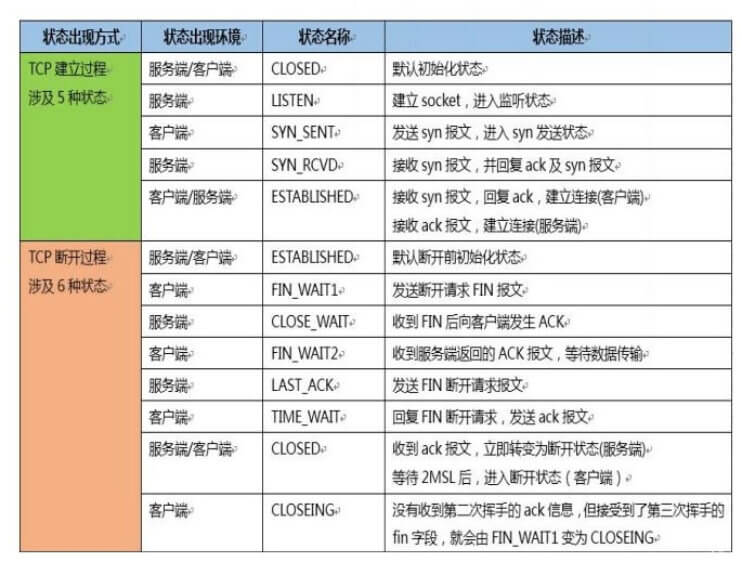 状态出现方式 状态出现环境 状态名称 状态描述
TCP 建立过程 服务端/客户端 CLOSED 默认初始化状态
涉及 5 种状态 服务端 LISTEN 建立 socket，进入监听状态
客户端 SYN_SENT 发送 syn 报文，进入 syn 发送状态
服务端 SYN_RCVD 接收 syn 报文，并回复 ack 及 syn 报文
客户端/服务端 ESTABLISHED 接收 syn 报文，回复 ack，建立连接(客户端)
接收 ack 报文，建立连接(服务端)
TCP 断开过程 服务端/客户端 ESTABLISHED 默认断开前初始化状态
涉及 6 种状态 客户端 FIN_WAIT1 发送断开请求 FIN 报文
服务端 CLOSE_WAIT 收到 FIN 后向客户端发生 ACK
客户端 FIN_WAIT2 收到服务端返回的 ACK 报文，等待数据传输
服务端 LAST_ACK 发送 FIN 断开请求报文
客户端 TIME_WAIT 回复 FIN 断开请求，发送 ack 报文
服务端/客户端 CLOSED 收到 ack 报文，立即转变为断开状态(服务端)
等待 2MSL 后，进入断开状态（客户端）
客户端 CLOSEING 没有收到第二次挥手的 ack 信息，但接受到了第三次挥手的
fin 字段，就会由 FIN_WAIT1 变为 CLOSEING